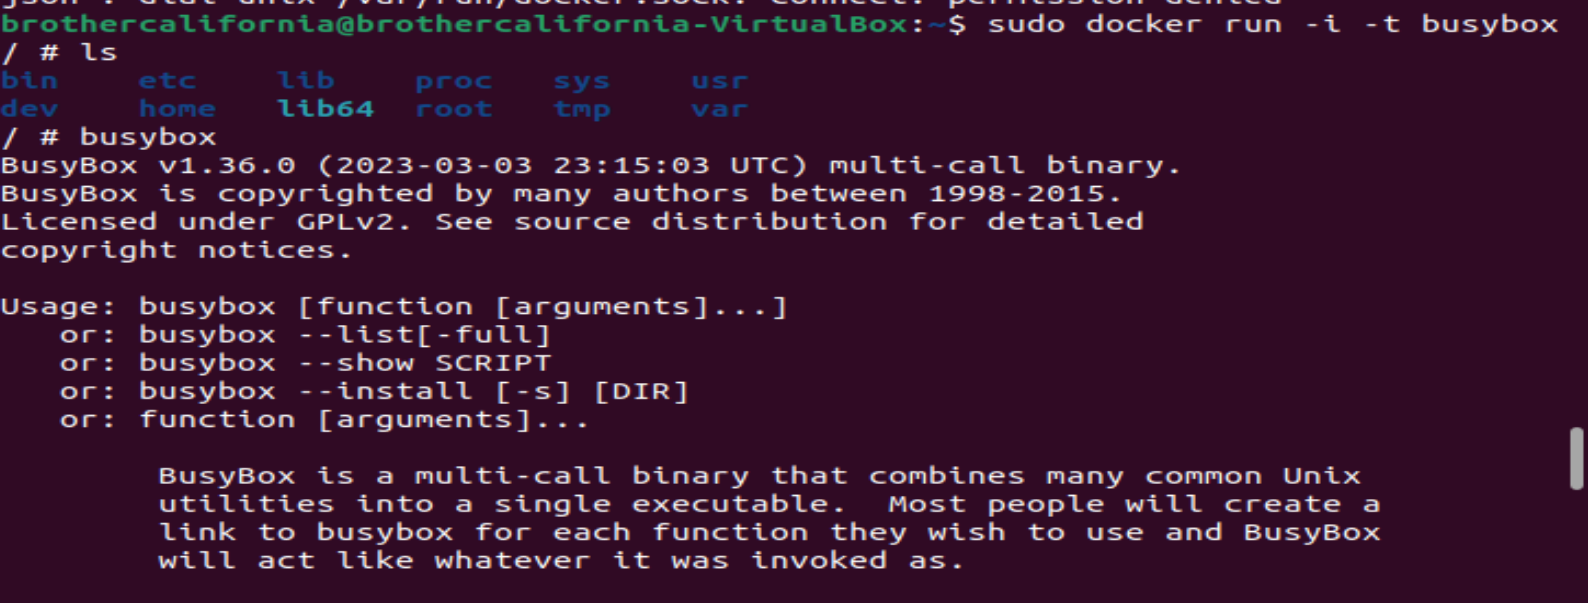 brothercalifornia@brothercalifornia-VirtualBox:~$ sudo docker run -i -t busybox
/ # ls
bin    etc    lib    proc   sys    usr
dev    home   lib64  root   tmp    var
/ # busybox
BusyBox v1.36.0 (2023-03-03 23:15:03 UTC) multi-call binary.
BusyBox is copyrighted by many authors between 1998-2015.
Licensed under GPLv2. See source distribution for detailed
copyright notices.

Usage: busybox [function [arguments]...]
   or: busybox --list[-full]
   or: busybox --show SCRIPT
   or: busybox --install [-s] [DIR]
   or: function [arguments]...

        BusyBox is a multi-call binary that combines many common Unix
        utilities into a single executable.  Most people will create a
        link to busybox for each function they wish to use and BusyBox
        will act like whatever it was invoked as.